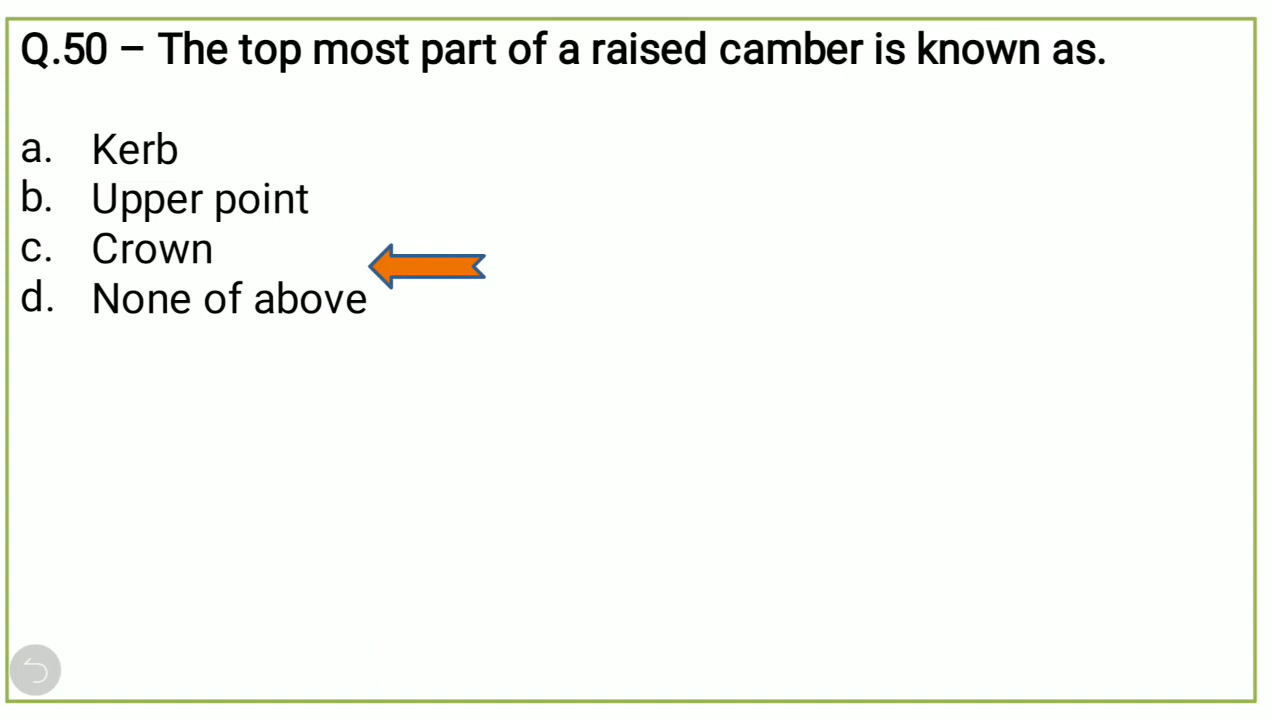 Q.50 – The top most part of a raised camber is known as.
a. Kerb
b. Upper point
c. Crown
d. None of above